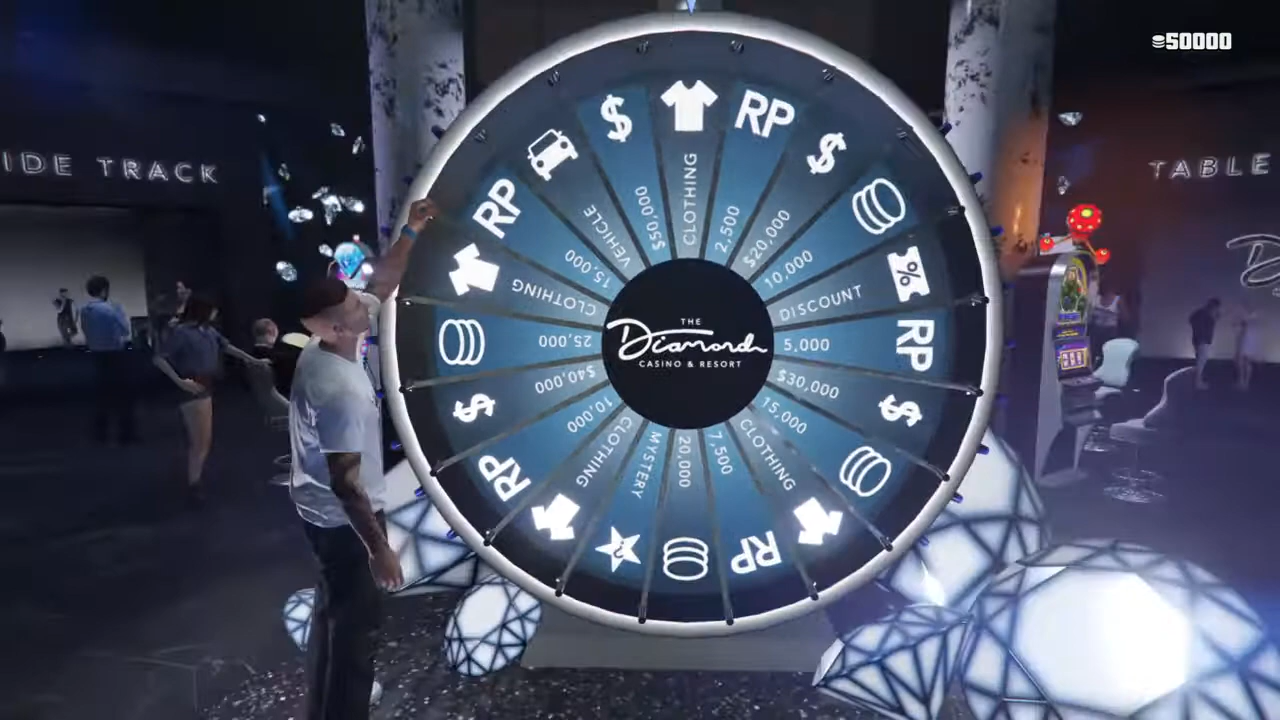 50000
IDE TRACK
TABLE
$
CLOTHING
RP
2,500
$
$20,000
10,000
%
DISCOUNT
RP
5,000
$
$30,000
15,000
CLOTHING
RP
7,500
20,000
?
MYSTERY
CLOTHING
RP
10,000
$
$40,000
25,000
CLOTHING
RP
15,000
VEHICLE
$50,000
THE
Diamond
CASINO & RESORT